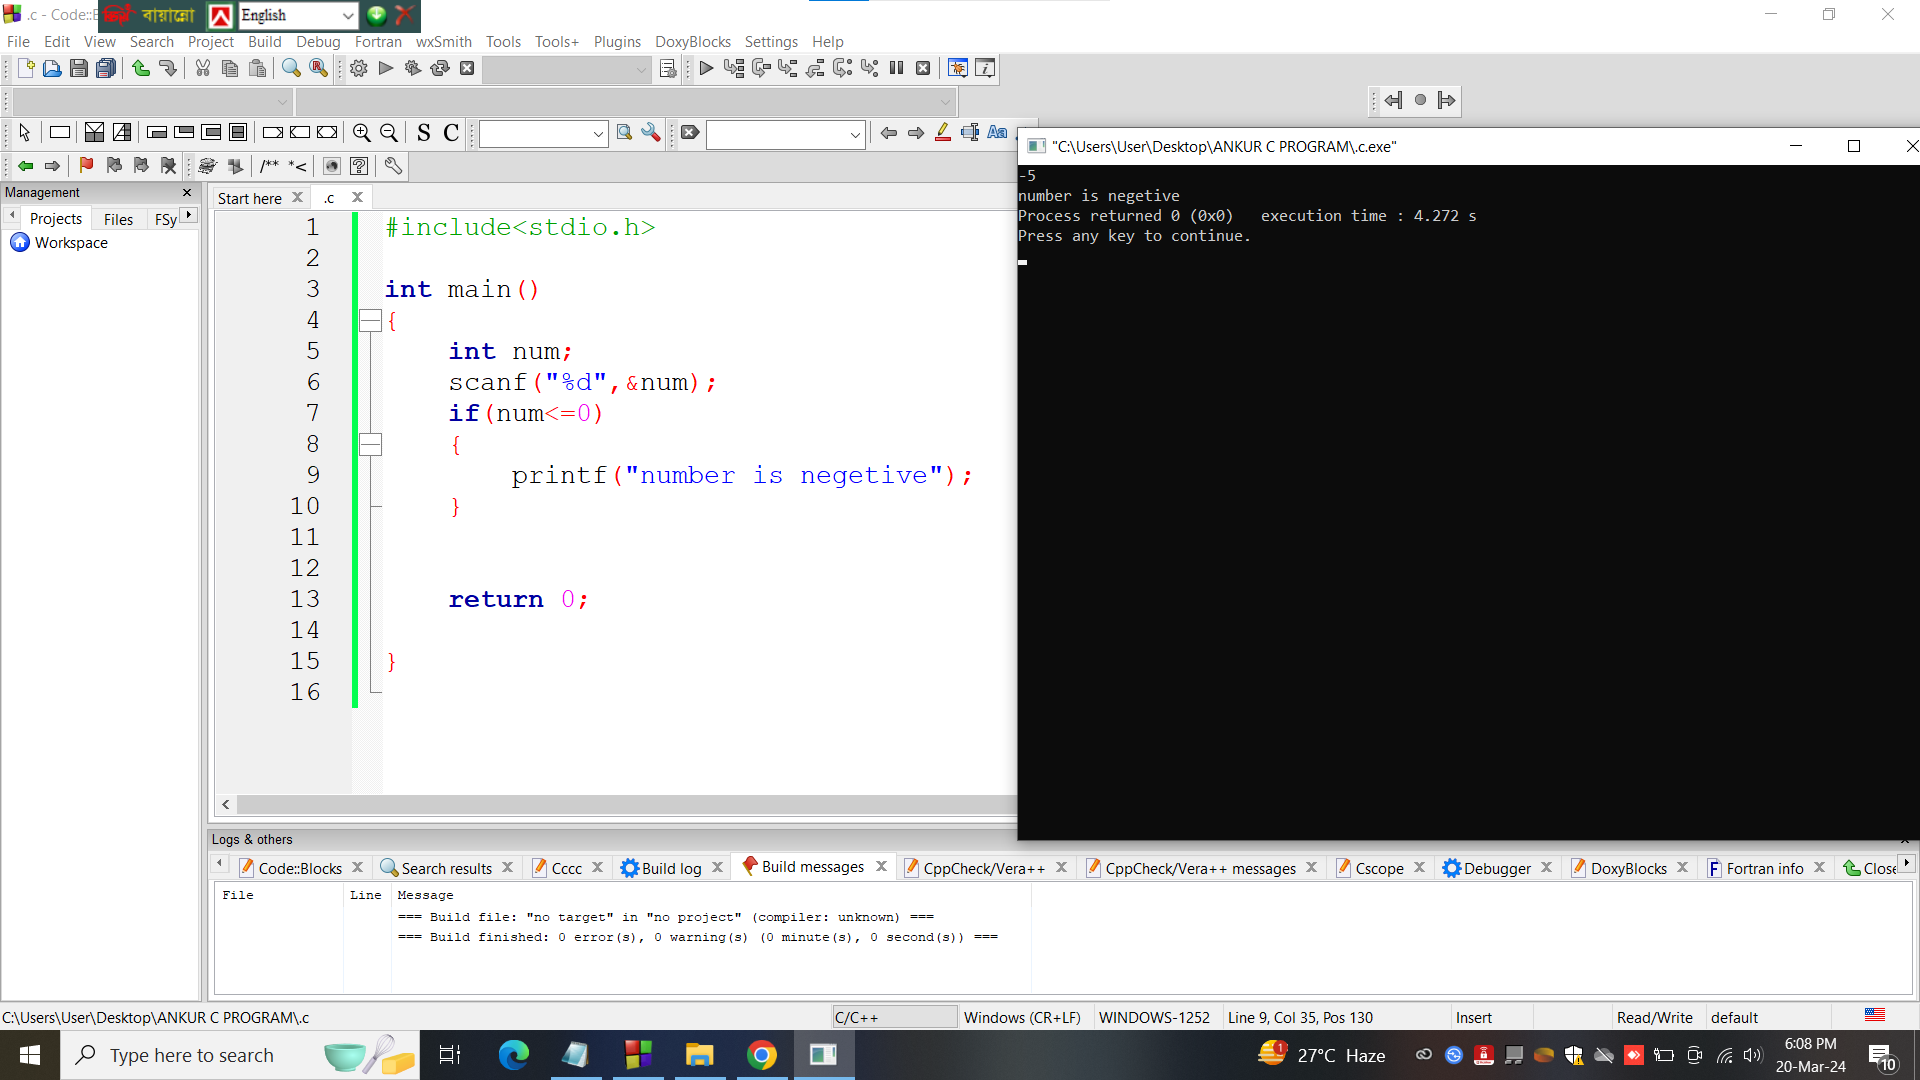 .c - Code::B
বায়ান্নো
English
File Edit View Search Project Build Debug Fortran wxSmith Tools Tools+ Plugins DoxyBlocks Settings Help
S C
Aa
/** *<
Management
Projects Files FSy
Workspace
Start here .c
1 #include<stdio.h>
2
3 int main()
4 {
5 int num;
6 scanf("%d",&num);
7 if(num<=0)
8 {
9 printf("number is negetive");
10 }
11
12
13 return 0;
14
15 }
16
"C:\Users\User\Desktop\ANKUR C PROGRAM\.c.exe"
-5
number is negetive
Process returned 0 (0x0)   execution time : 4.272 s
Press any key to continue.
Logs & others
Code::Blocks Search results Cccc Build log Build messages CppCheck/Vera++ CppCheck/Vera++ messages Cscope Debugger DoxyBlocks Fortran info Close
File Line Message
=== Build file: "no target" in "no project" (compiler: unknown) ===
=== Build finished: 0 error(s), 0 warning(s) (0 minute(s), 0 second(s)) ===
C:\Users\User\Desktop\ANKUR C PROGRAM\.c C/C++ Windows (CR+LF) WINDOWS-1252 Line 9, Col 35, Pos 130 Insert Read/Write default
Type here to search
1 27°C Haze
6:08 PM
20-Mar-24
10